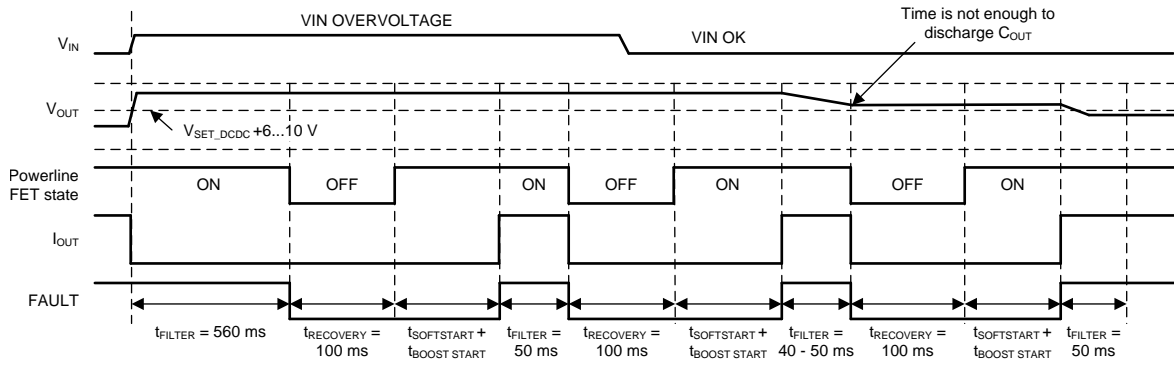 VIN OVERVOLTAGE
Time is not enough to
discharge COUT
VIN
VIN OK
VOUT
VSET_DCDC +6...10 V
Powerline
FET state
ON
OFF
ON
OFF
ON
OFF
ON
IOUT
FAULT
tFILTER = 560 ms
tRECOVERY =
100 ms
tSOFTSTART +
tBOOST START
tFILTER =
50 ms
tRECOVERY =
100 ms
tSOFTSTART +
tBOOST START
tFILTER =
40 - 50 ms
tRECOVERY =
100 ms
tSOFTSTART +
tBOOST START
tFILTER =
50 ms